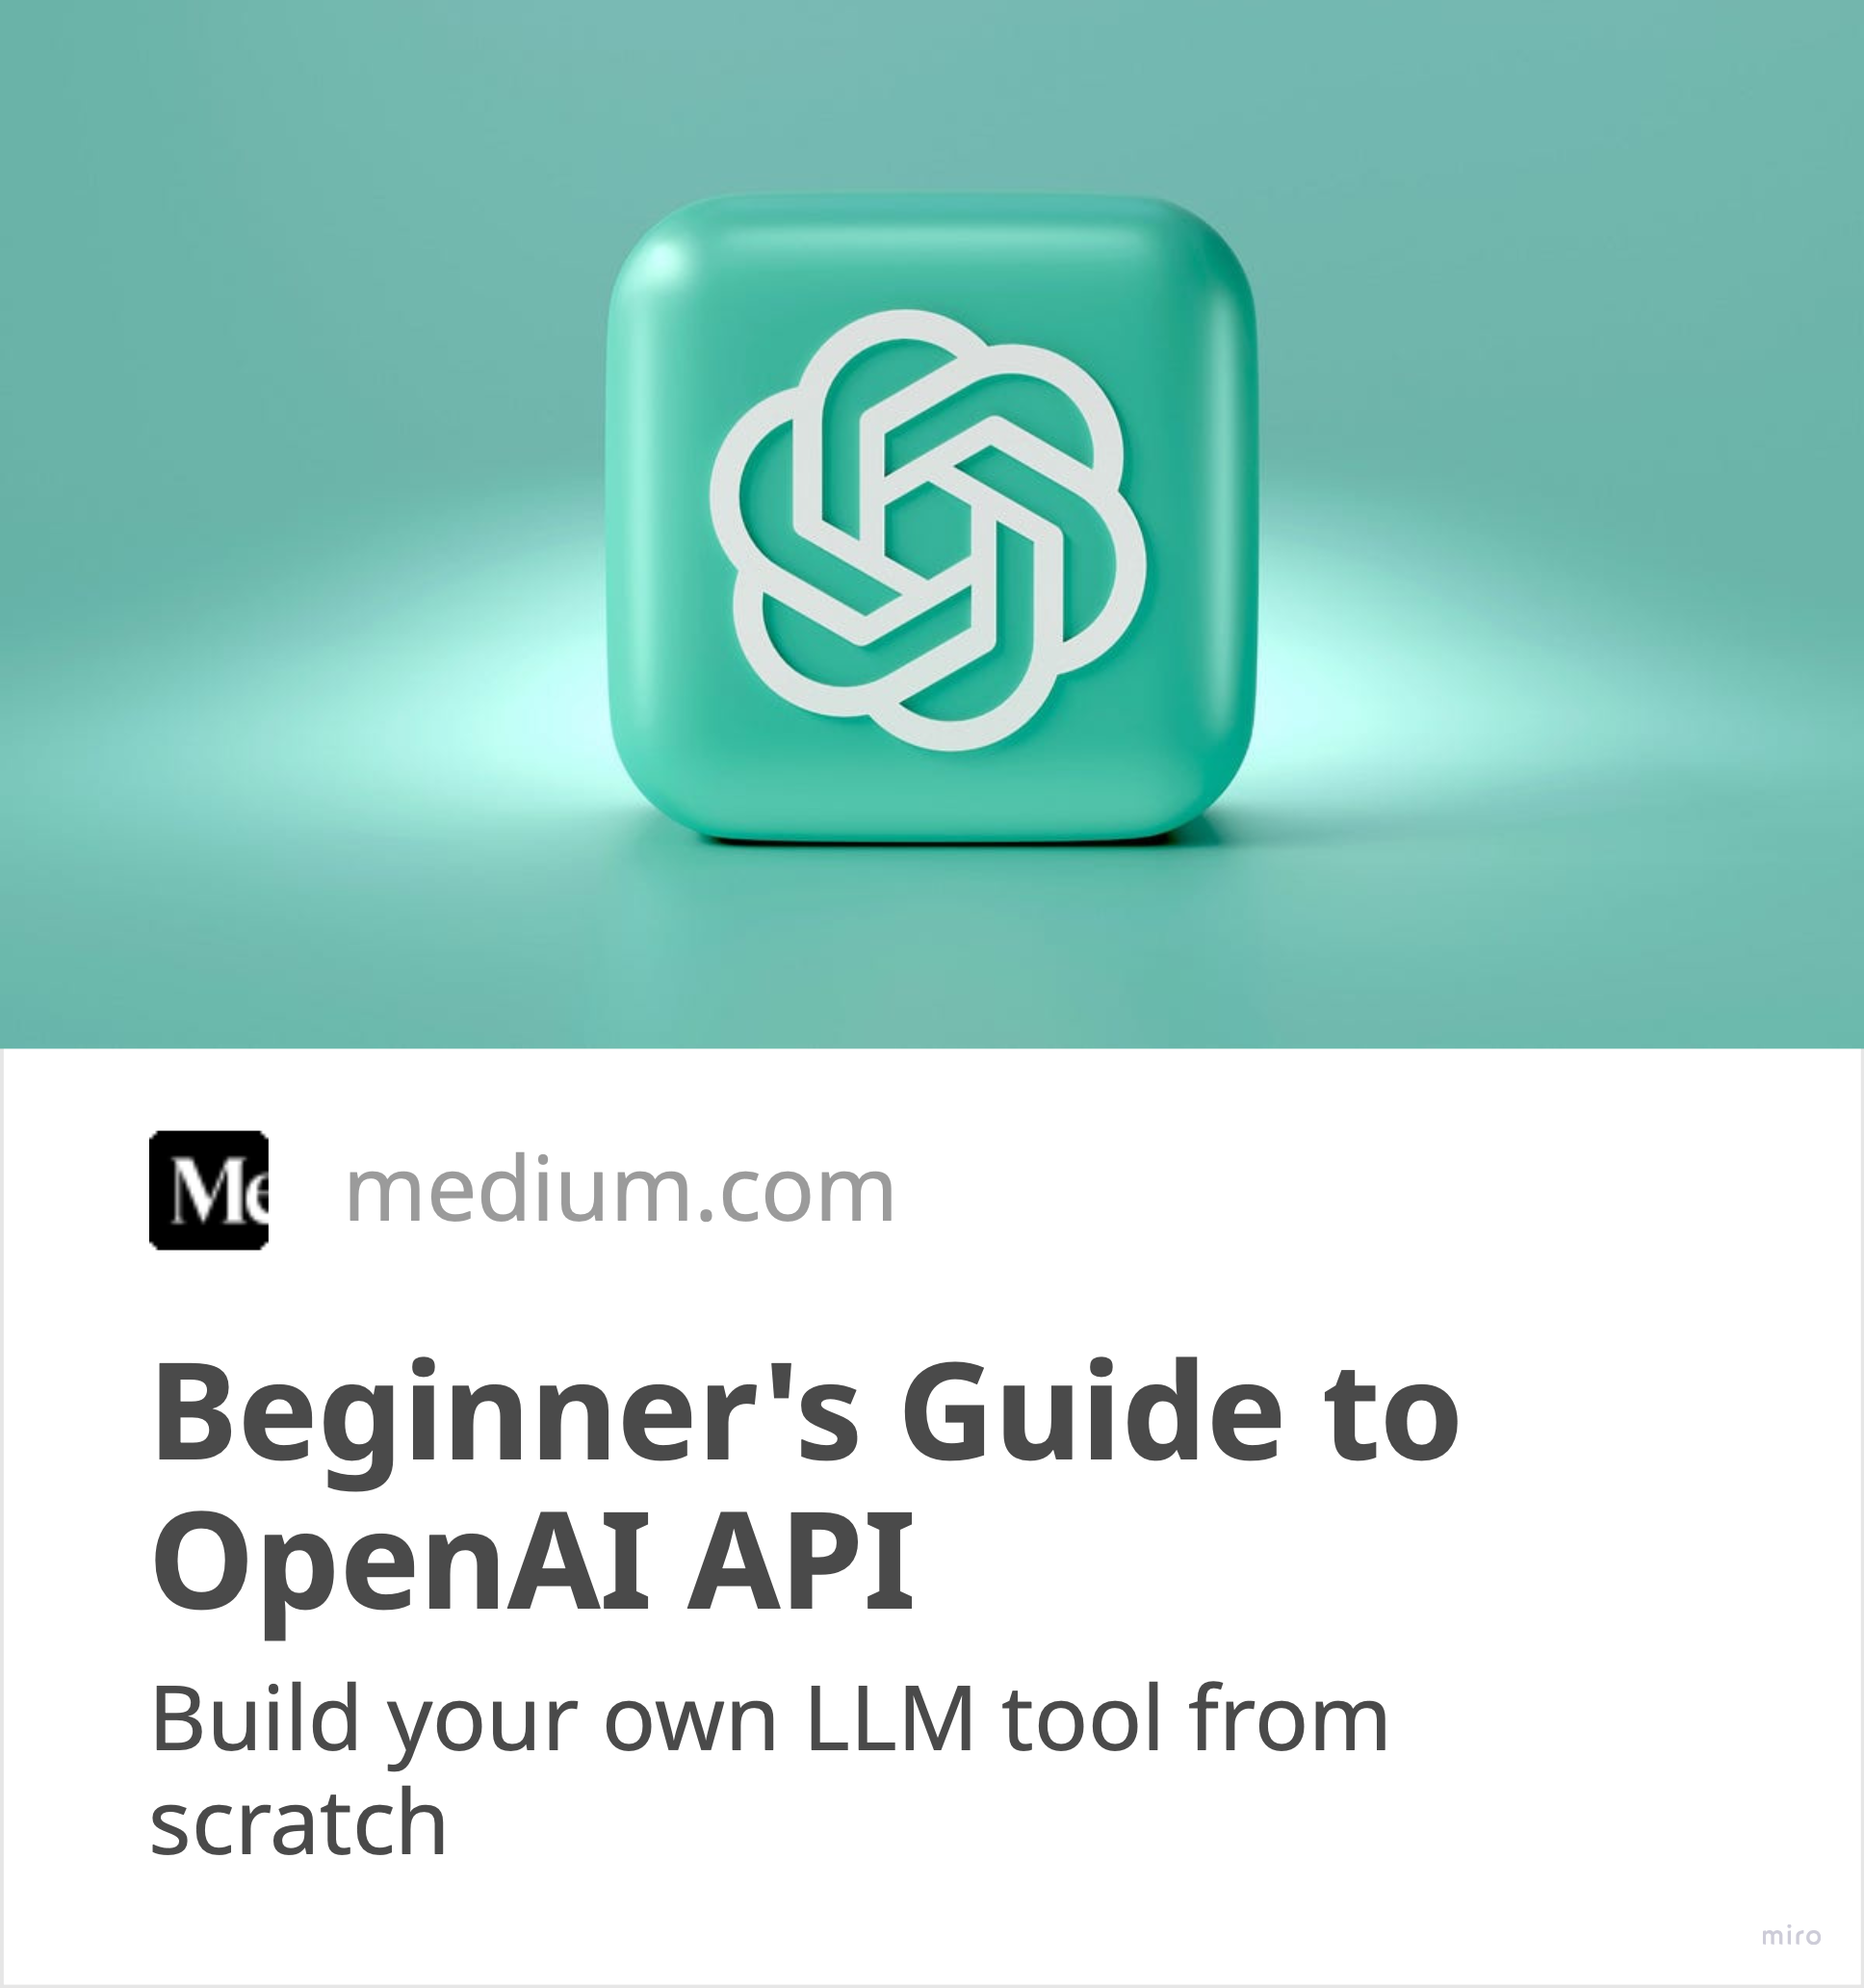 Me
medium.com
Beginner's Guide to
OpenAI API
Build your own LLM tool from
scratch
miro